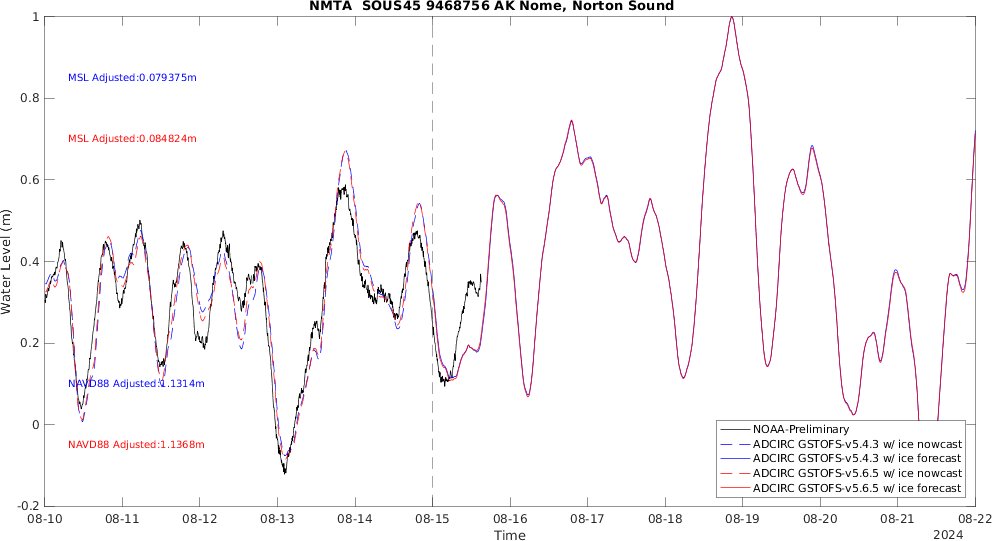 NMTA SOUS45 9468756 AK Nome, Norton Sound
1
MSL Adjusted:0.079375m
0.8
MSL Adjusted:0.084824m
0.6
Water Level (m)
0.4
0.2
NAVD88 Adjusted:1.1314m
0
NAVD88 Adjusted:1.1368m
-0.2
NOAA-Preliminary
ADCIRC GSTOFS-v5.4.3 w/ ice nowcast
ADCIRC GSTOFS-v5.4.3 w/ ice forecast
ADCIRC GSTOFS-v5.6.5 w/ ice nowcast
ADCIRC GSTOFS-v5.6.5 w/ ice forecast
08-10 08-11 08-12 08-13 08-14 08-15 08-16 08-17 08-18 08-19 08-20 08-21 08-22
Time
2024